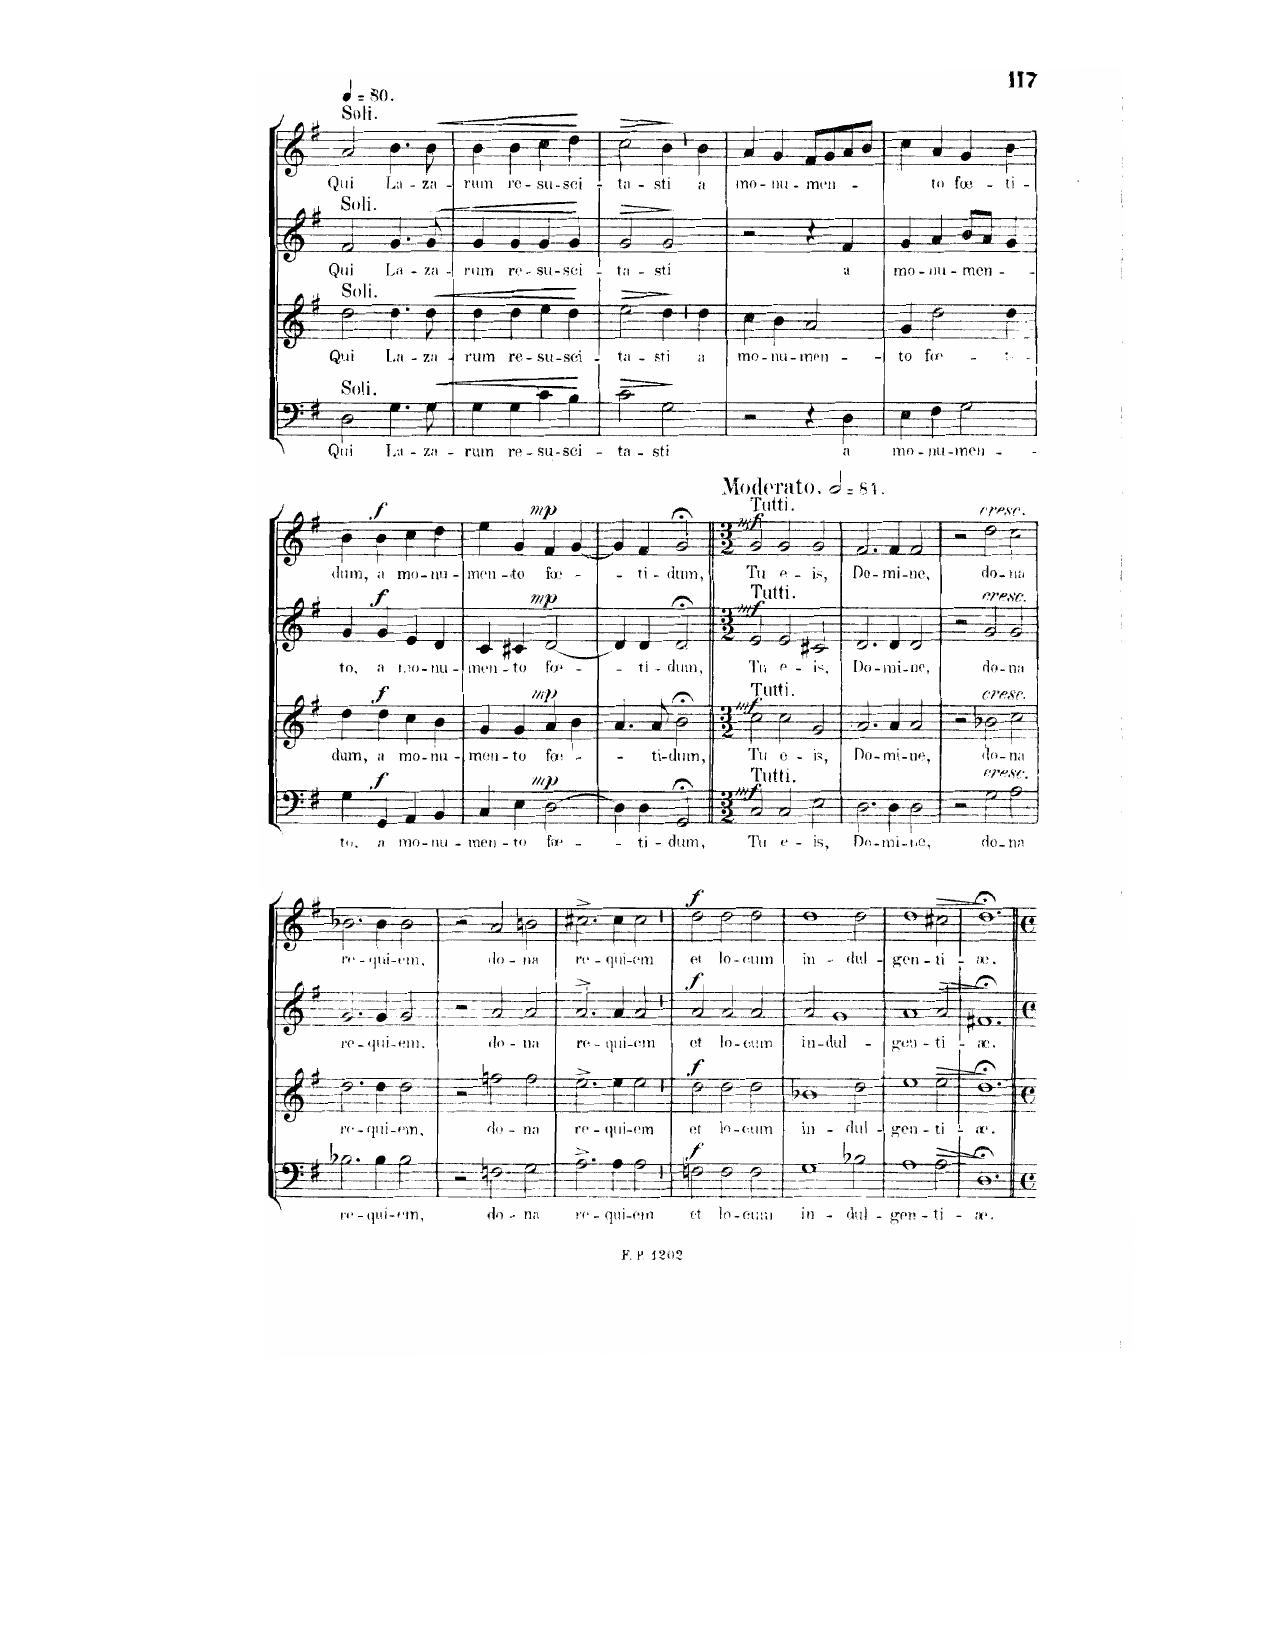 117
= 80.
Soli.
Qui La - za - rum re - su - sci - ta - sti a mo - nu - men - to fœ - ti -
Soli.
Qui La - za - rum re - su - sci - ta - sti a mo - nu - men -
Soli.
Qui La - za - rum re - su - sci - ta - sti a mo - nu - men - to fœ -
Soli.
Qui La - za - rum re - su - sci - ta - sti a mo - nu - men -
Moderato. = 84.
f mp Tutti. mf cresc.
dum, a mo - nu - men - to fœ - ti - dum, Tu e - is, Do - mi - ne, do - na
f mp Tutti. mf cresc.
to, a mo - nu - men - to fœ - ti - dum, Tu e - is, Do - mi - ne, do - na
f mp Tutti. mf cresc.
dum, a mo - nu - men - to fœ - ti - dum, Tu e - is, Do - mi - ne, do - na
f mp Tutti. mf cresc.
to, a mo - nu - men - to fœ - ti - dum, Tu e - is, Do - mi - ne, do - na
f
re - qui - em, do - na re - qui - em et lo - cum in - dul - gen - ti - æ.
f
re - qui - em, do - na re - qui - em et lo - cum in - dul - gen - ti - æ.
f
re - qui - em, do - na re - qui - em et lo - cum in - dul - gen - ti - æ.
f
re - qui - em, do - na re - qui - em et lo - cum in - dul - gen - ti - æ.
F. P. 1202